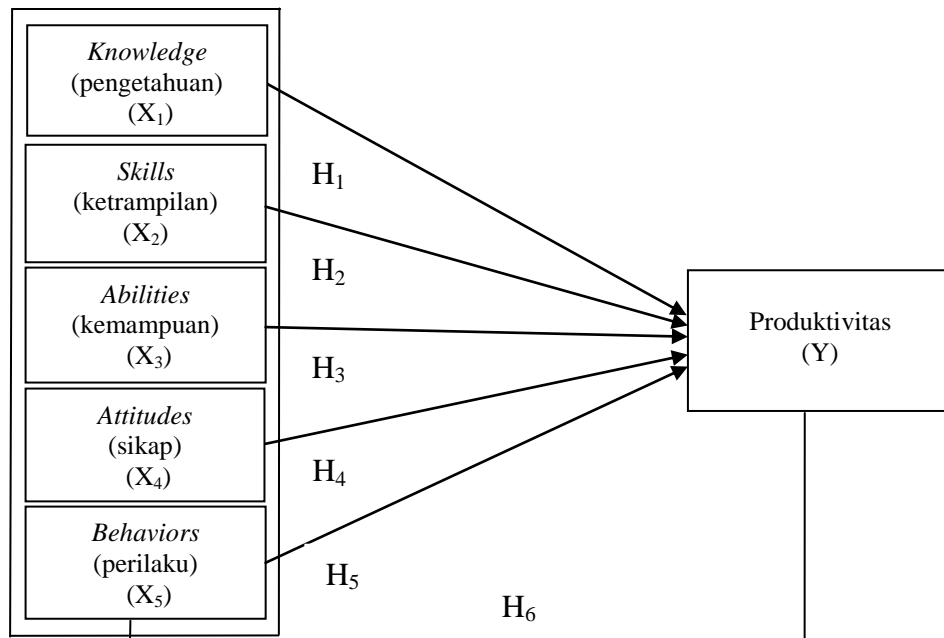 Knowledge
(pengetahuan)
(X₁)
Skills
(ketrampilan)
(X₂)
Abilities
(kemampuan)
(X₃)
Attitudes
(sikap)
(X₄)
Behaviors
(perilaku)
(X₅)
H₁
H₂
H₃
H₄
H₅
H₆
Produktivitas
(Y)